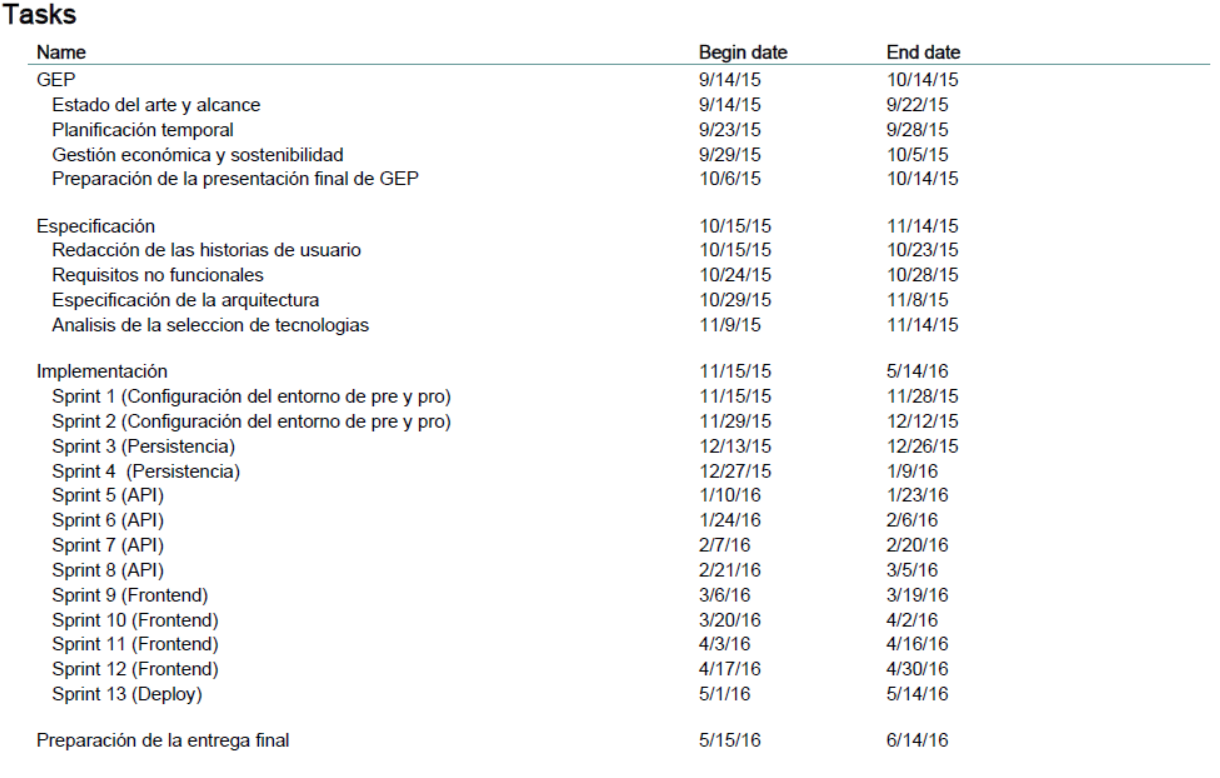 Tasks
Name Begin date End date
GEP 9/14/15 10/14/15
Estado del arte y alcance 9/14/15 9/22/15
Planificación temporal 9/23/15 9/28/15
Gestión económica y sostenibilidad 9/29/15 10/5/15
Preparación de la presentación final de GEP 10/6/15 10/14/15
Especificación 10/15/15 11/14/15
Redacción de las historias de usuario 10/15/15 10/23/15
Requisitos no funcionales 10/24/15 10/28/15
Especificación de la arquitectura 10/29/15 11/8/15
Analisis de la seleccion de tecnologias 11/9/15 11/14/15
Implementación 11/15/15 5/14/16
Sprint 1 (Configuración del entorno de pre y pro) 11/15/15 11/28/15
Sprint 2 (Configuración del entorno de pre y pro) 11/29/15 12/12/15
Sprint 3 (Persistencia) 12/13/15 12/26/15
Sprint 4 (Persistencia) 12/27/15 1/9/16
Sprint 5 (API) 1/10/16 1/23/16
Sprint 6 (API) 1/24/16 2/6/16
Sprint 7 (API) 2/7/16 2/20/16
Sprint 8 (API) 2/21/16 3/5/16
Sprint 9 (Frontend) 3/6/16 3/19/16
Sprint 10 (Frontend) 3/20/16 4/2/16
Sprint 11 (Frontend) 4/3/16 4/16/16
Sprint 12 (Frontend) 4/17/16 4/30/16
Sprint 13 (Deploy) 5/1/16 5/14/16
Preparación de la entrega final 5/15/16 6/14/16